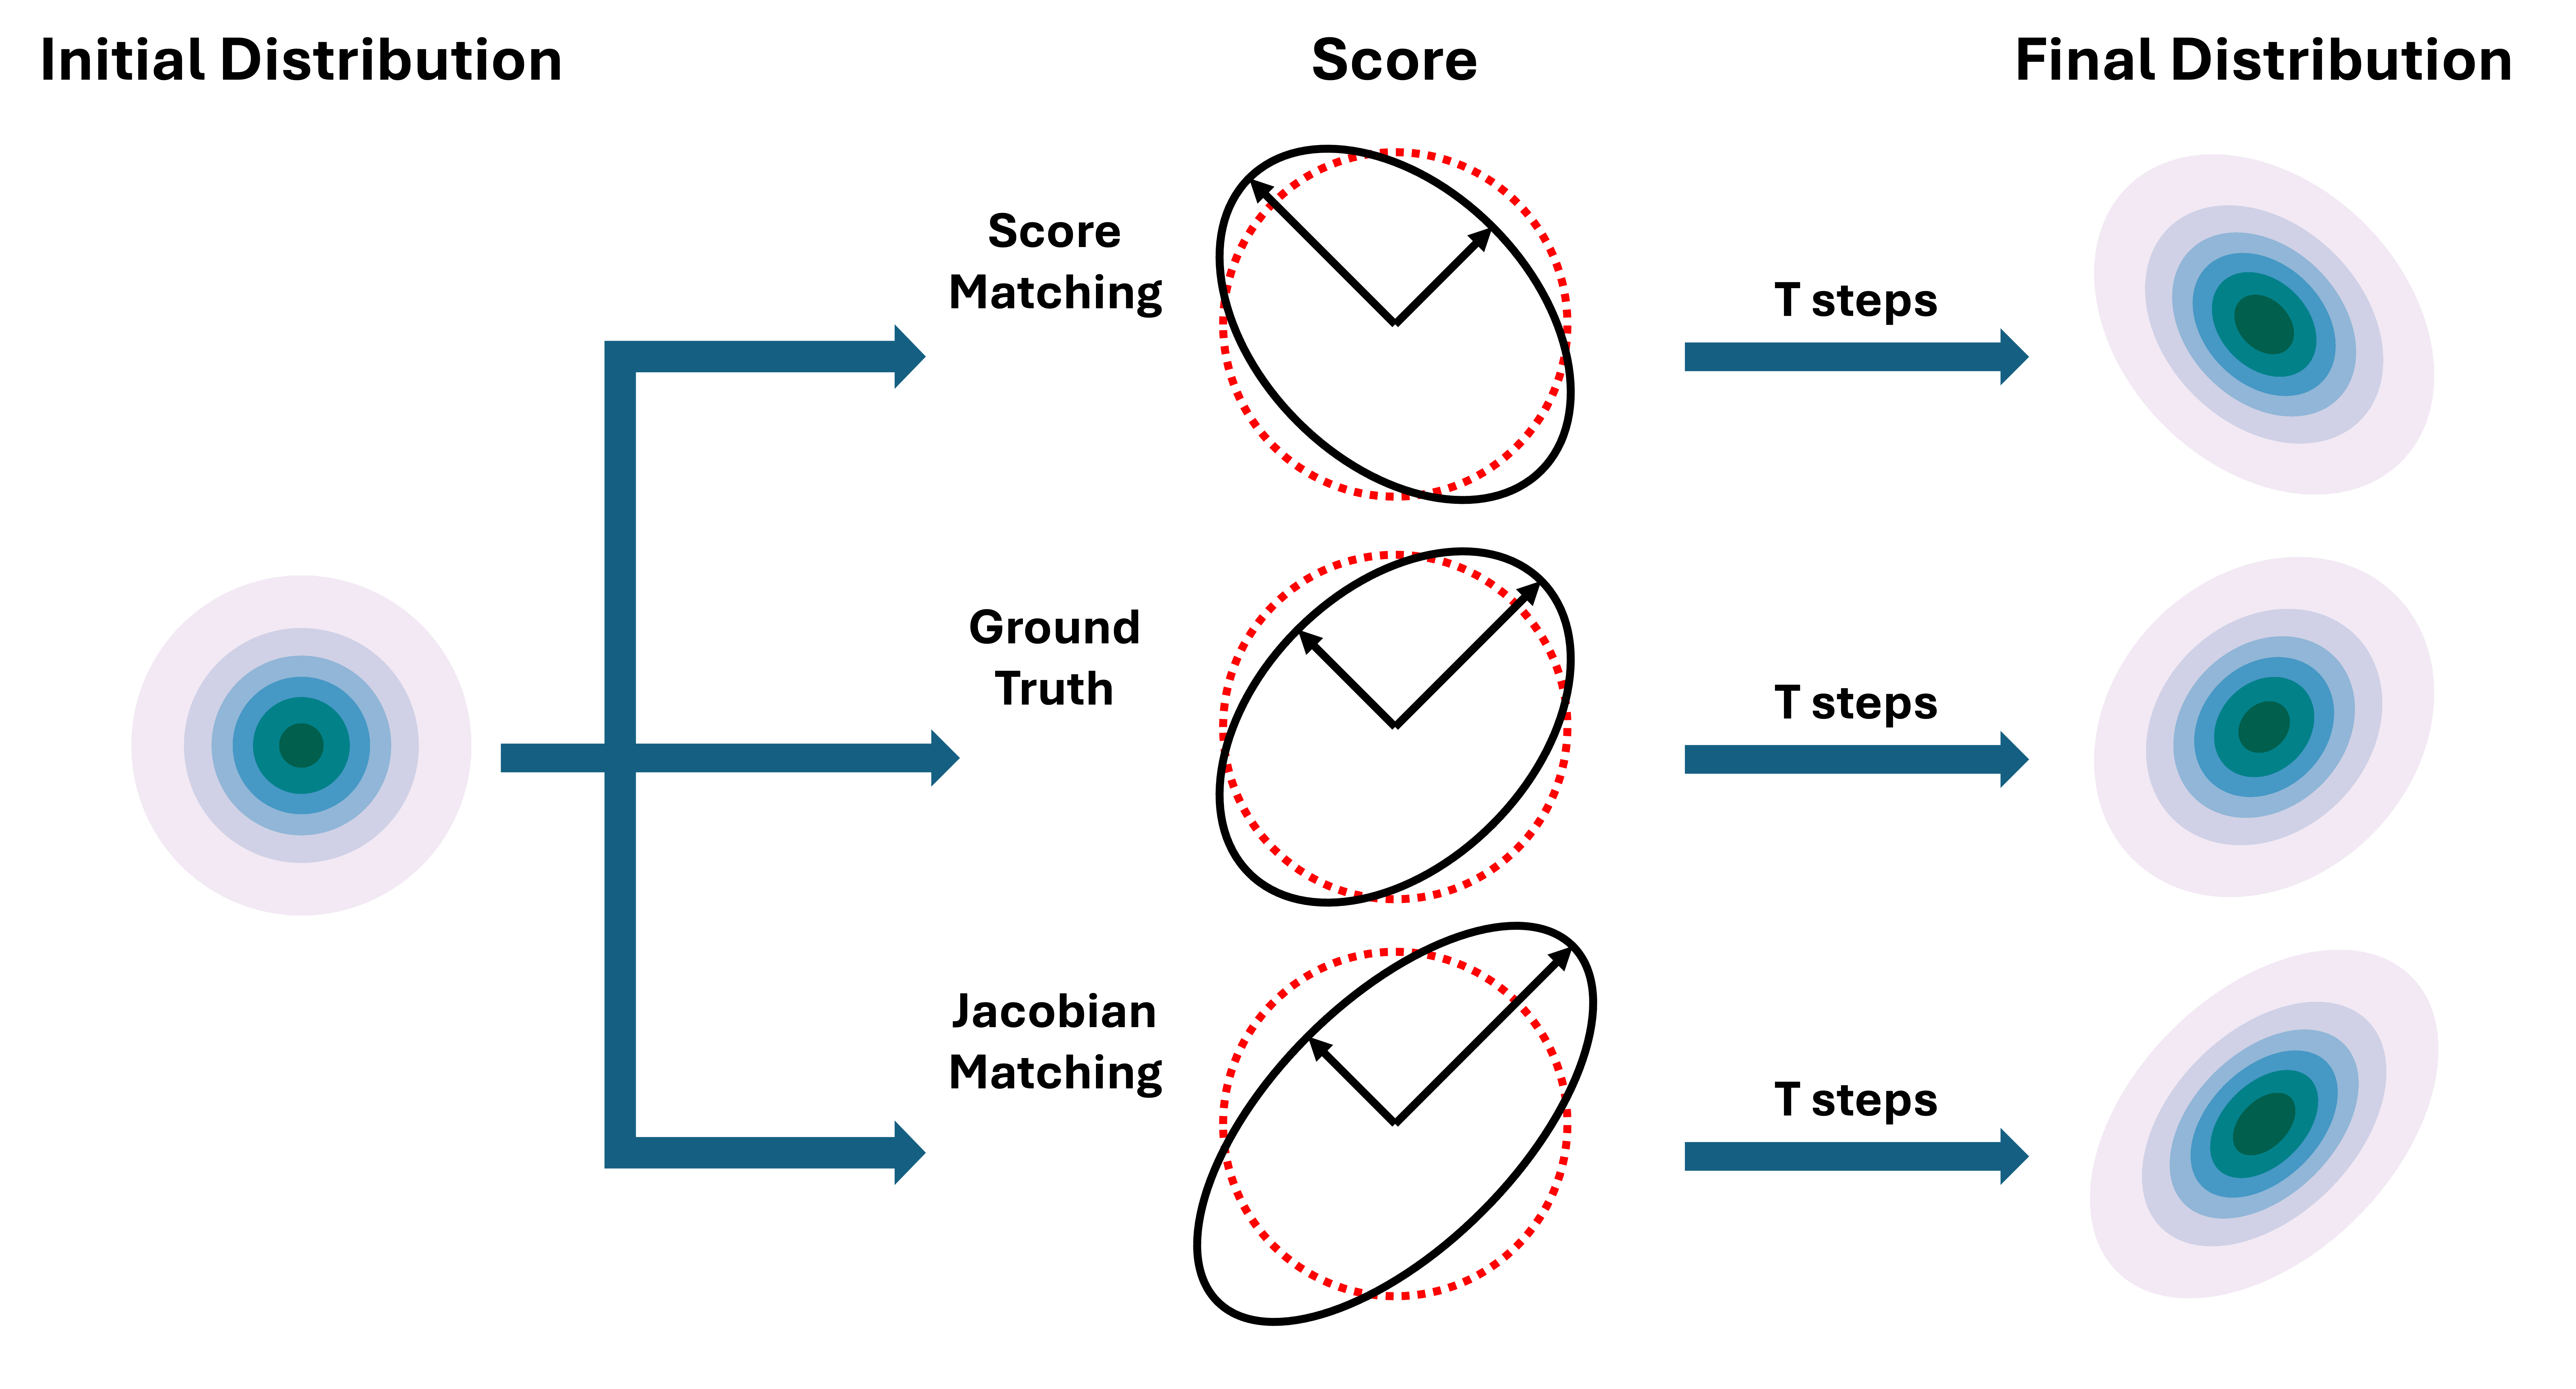 Initial Distribution
Score
Final Distribution
Score
Matching
T steps
Ground
Truth
T steps
Jacobian
Matching
T steps